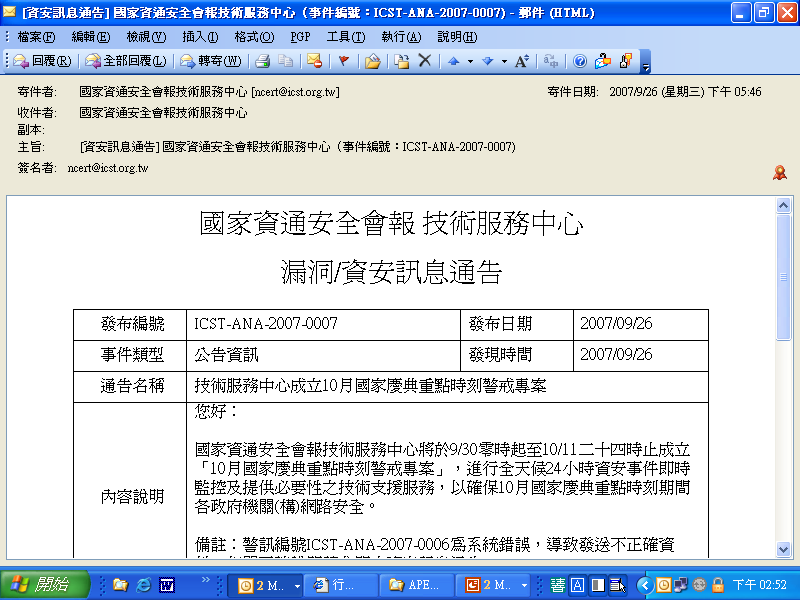 [資安訊息通告] 國家資通安全會報技術服務中心（事件編號：ICST-ANA-2007-0007) - 郵件 (HTML)
檔案(F) 編輯(E) 檢視(V) 插入(I) 格式(O) PGP 工具(T) 執行(A) 說明(H)
回覆(R) 全部回覆(L) 轉寄(W)
寄件者: 國家資通安全會報技術服務中心 [ncert@icst.org.tw] 寄件日期: 2007/9/26 (星期三) 下午 05:46
收件者: 國家資通安全會報技術服務中心
副本:
主旨: [資安訊息通告] 國家資通安全會報技術服務中心（事件編號：ICST-ANA-2007-0007)
簽名者: ncert@icst.org.tw
國家資通安全會報 技術服務中心
漏洞/資安訊息通告
發布編號 ICST-ANA-2007-0007 發布日期 2007/09/26
事件類型 公告資訊 發現時間 2007/09/26
通告名稱 技術服務中心成立10月國家慶典重點時刻警戒專案
您好：
國家資通安全會報技術服務中心將於9/30零時起至10/11二十四時止成立
「10月國家慶典重點時刻警戒專案」，進行全天候24小時資安事件即時
內容說明 監控及提供必要性之技術支援服務，以確保10月國家慶典重點時刻期間
各政府機關(構)網路安全。
備註：警訊編號ICST-ANA-2007-0006為系統錯誤，導致發送不正確資
開始 2 M.. 行... APE... 2 M.. 下午 02:52